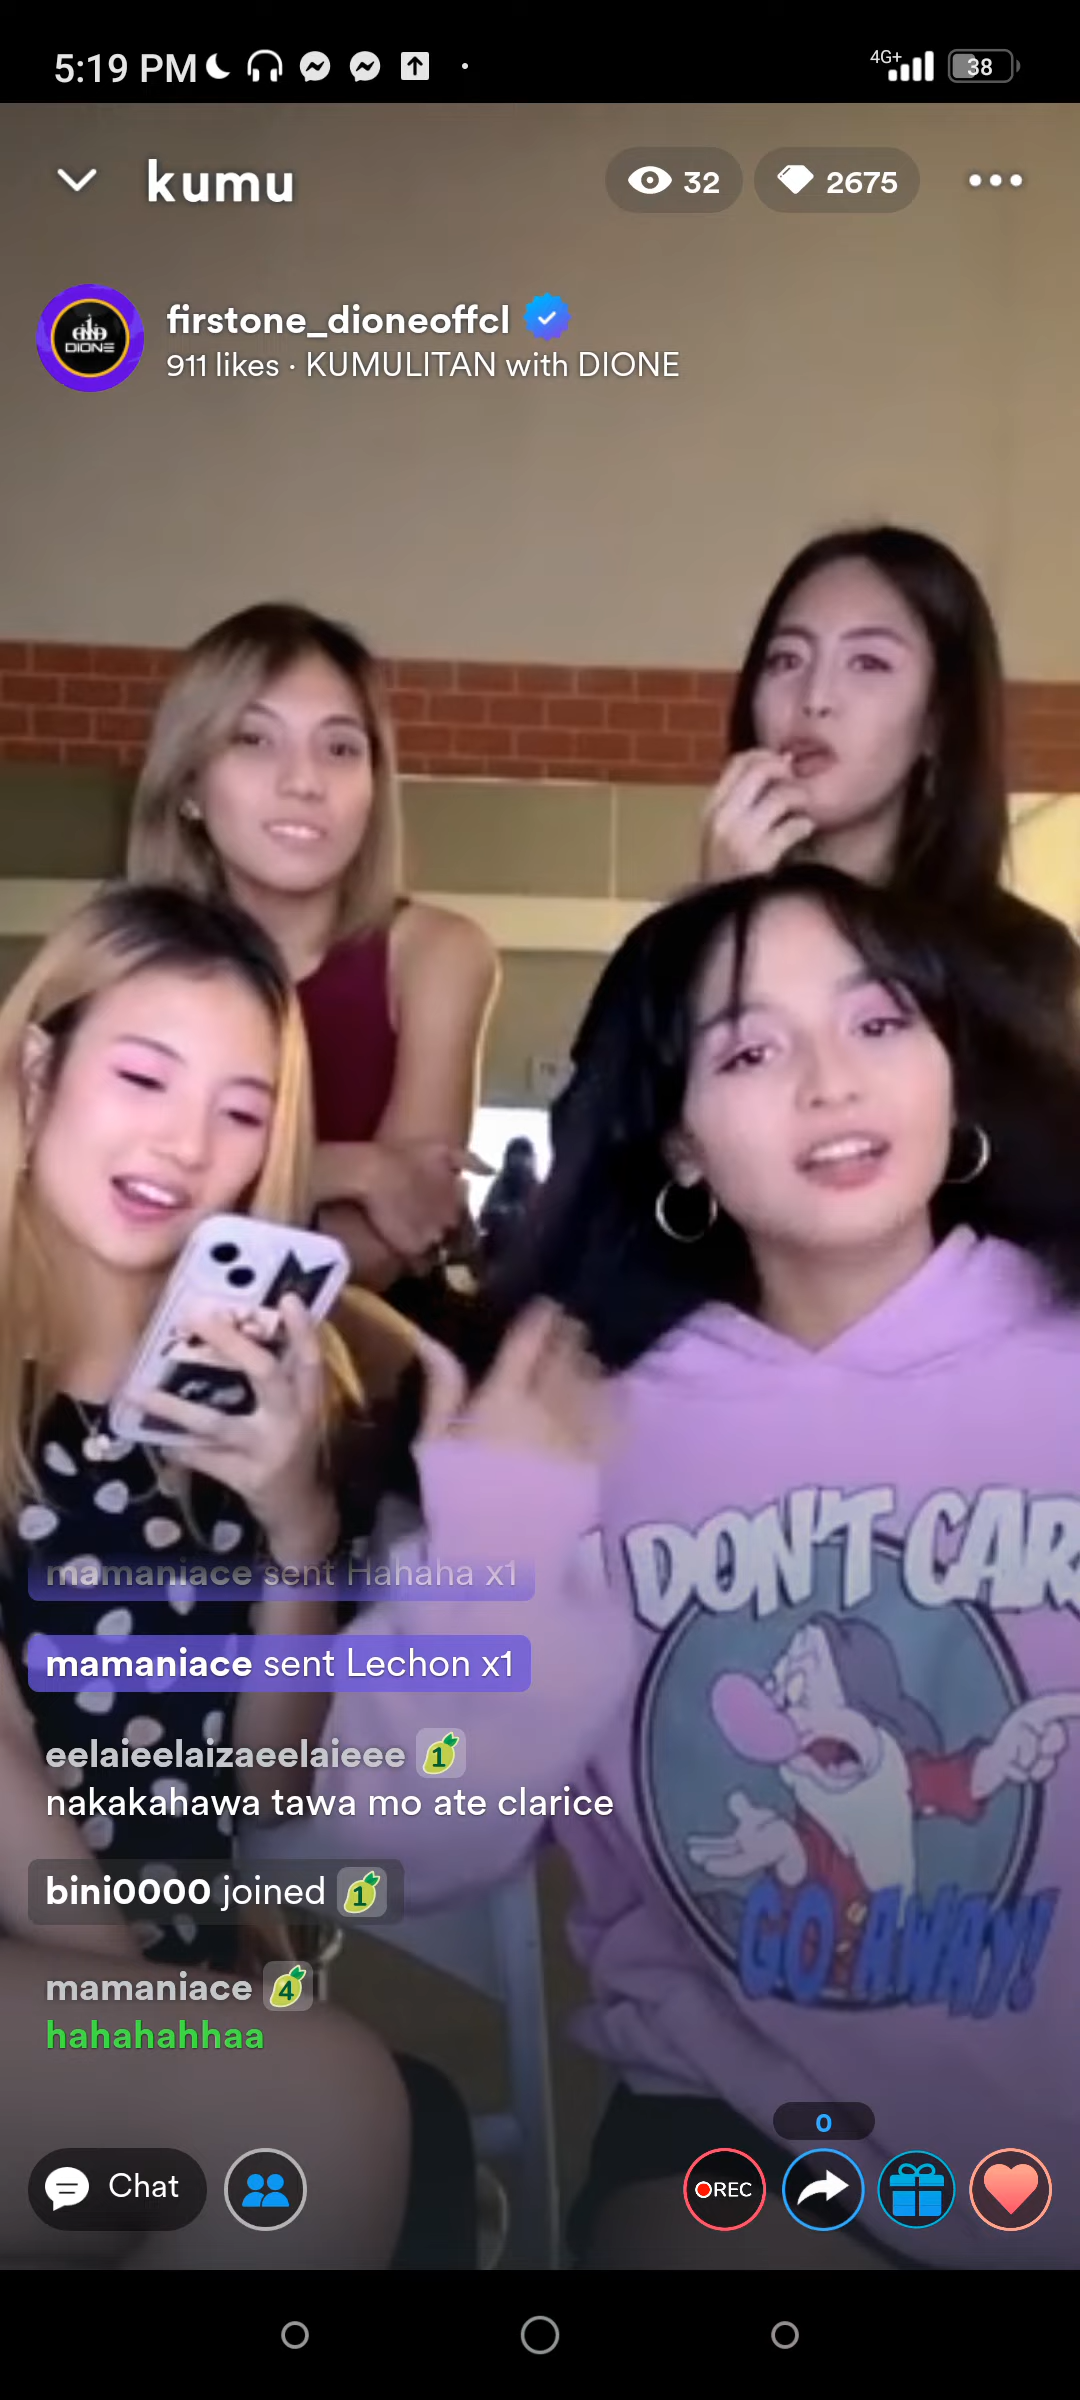 5:19 PM
4G+
38
kumu
32
2675
DIONE
firstone_dioneoffcl
911 likes · KUMULITAN with DIONE
DON'T CAR
mamaniace sent Hahaha x1
mamaniace sent Lechon x1
eelaieelaizaeelaieee 1
nakakahawa tawa mo ate clarice
bini0000 joined 1
GO AWAY!
mamaniace 4
hahahahhaa
0
Chat
REC